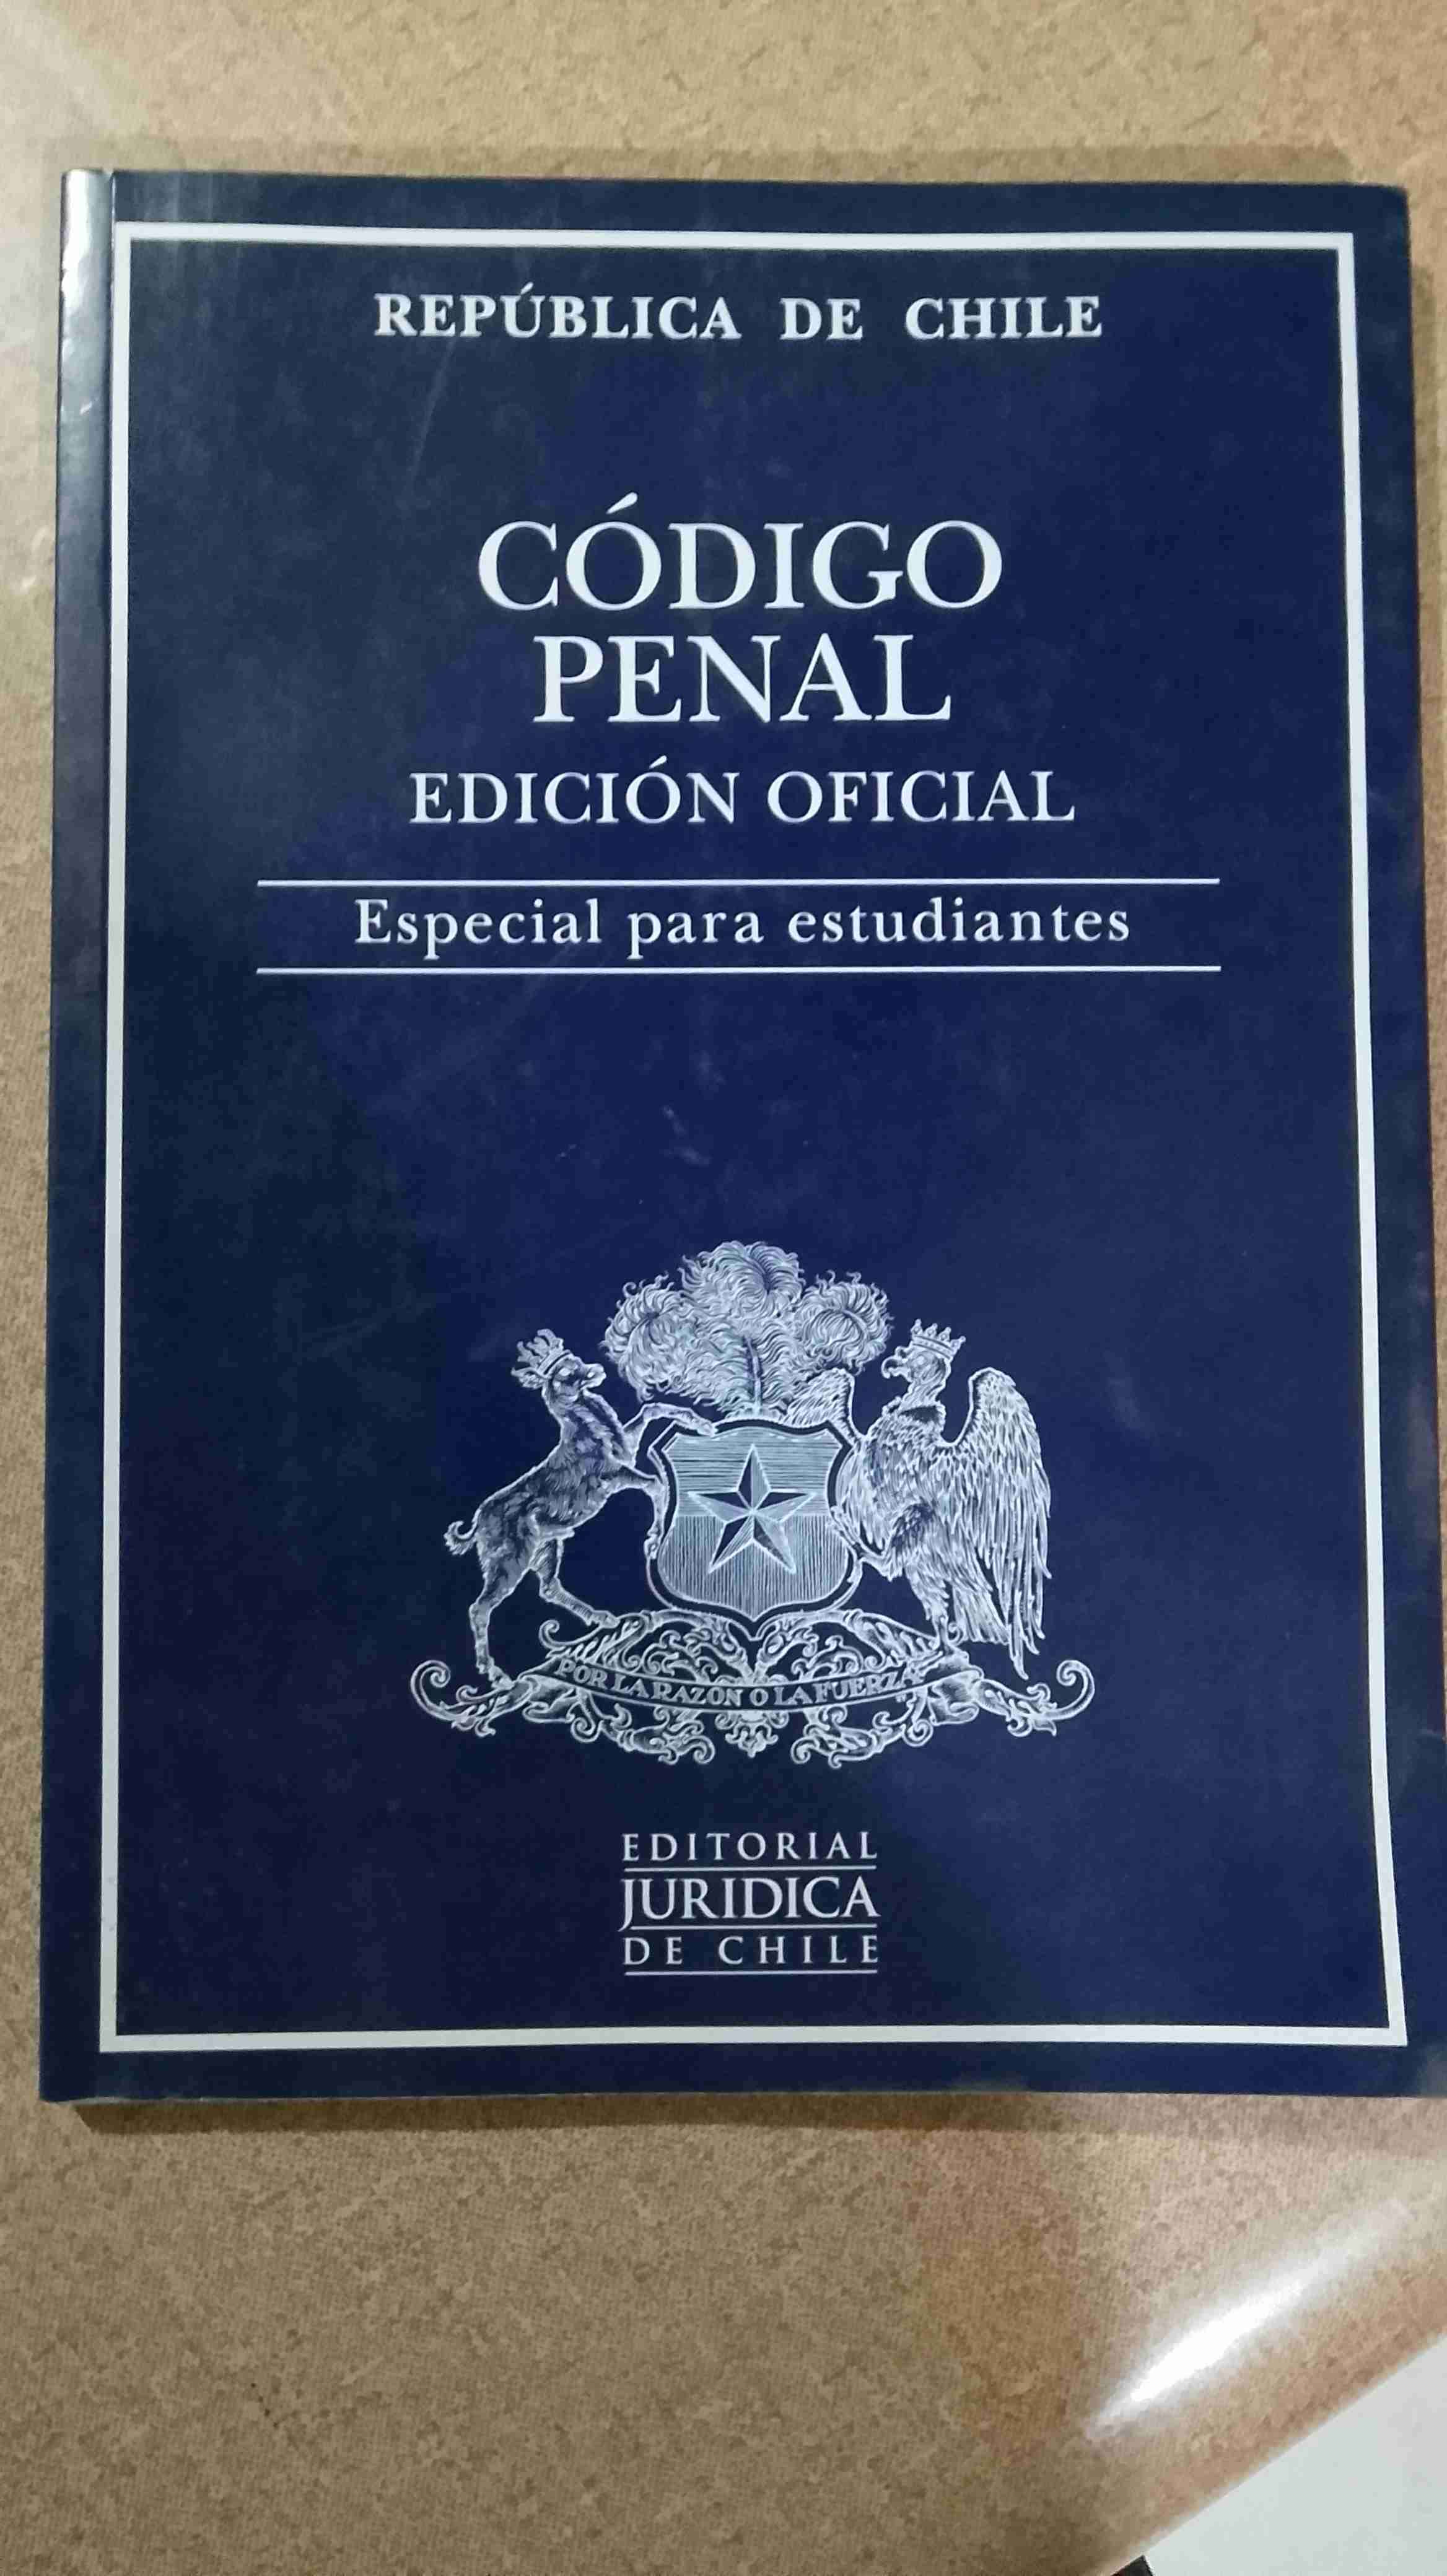 REPÚBLICA DE CHILE
CÓDIGO
PENAL
EDICIÓN OFICIAL
Especial para estudiantes
POR LA RAZON O LA FUERZA
EDITORIAL
JURIDICA
DE CHILE